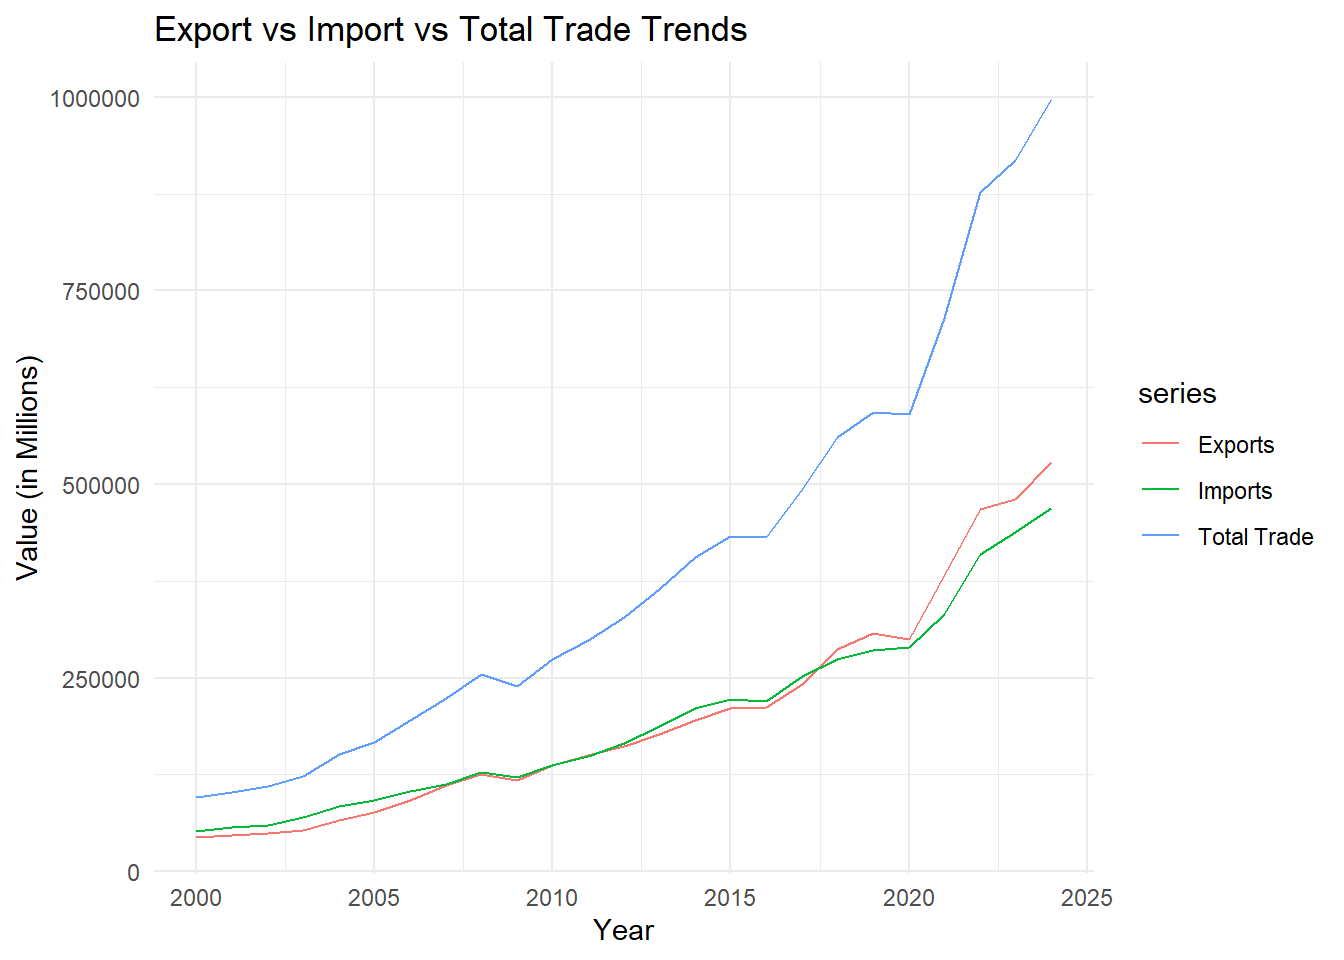 Export vs Import vs Total Trade Trends
1000000
750000
500000
250000
0
Value (in Millions)
2000 2005 2010 2015 2020 2025
Year
series
Exports
Imports
Total Trade